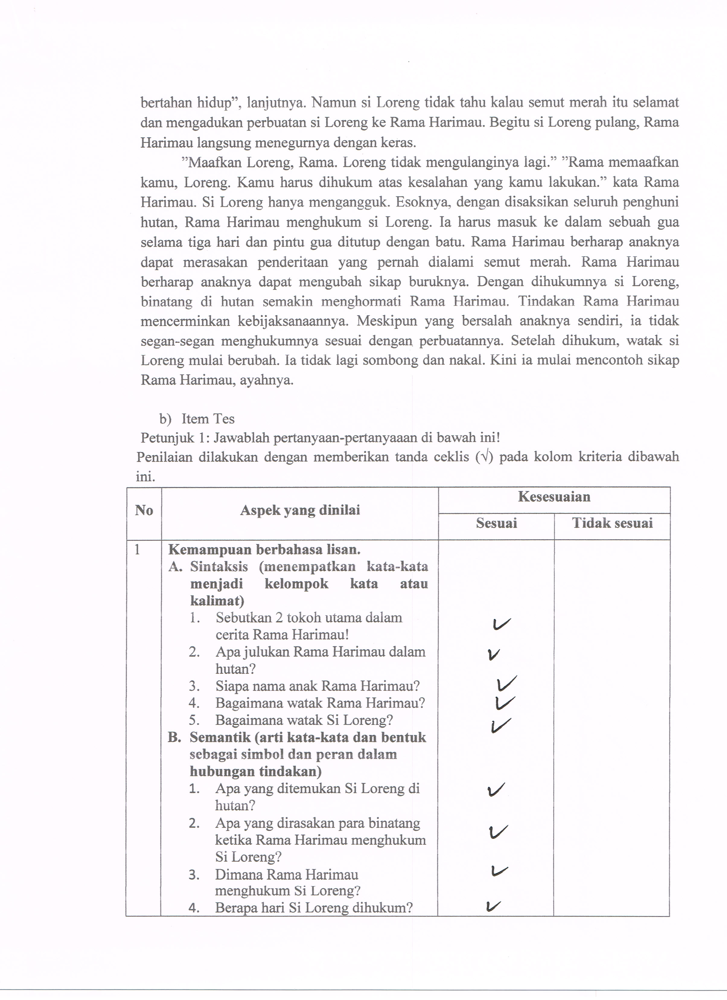 bertahan hidup”, lanjutnya. Namun si Loreng tidak tahu kalau semut merah itu selamat
dan mengadukan perbuatan si Loreng ke Rama Harimau. Begitu si Loreng pulang, Rama
Harimau langsung menegurnya dengan keras.
”Maafkan Loreng, Rama. Loreng tidak mengulanginya lagi.” ”Rama memaafkan
kamu, Loreng. Kamu harus dihukum atas kesalahan yang kamu lakukan.” kata Rama
Harimau. Si Loreng hanya mengangguk. Esoknya, dengan disaksikan seluruh penghuni
hutan, Rama Harimau menghukum si Loreng. Ia harus masuk ke dalam sebuah gua
selama tiga hari dan pintu gua ditutup dengan batu. Rama Harimau berharap anaknya
dapat merasakan penderitaan yang pernah dialami semut merah. Rama Harimau
berharap anaknya dapat mengubah sikap buruknya. Dengan dihukumnya si Loreng,
binatang di hutan semakin menghormati Rama Harimau. Tindakan Rama Harimau
mencerminkan kebijaksanaannya. Meskipun yang bersalah anaknya sendiri, ia tidak
segan-segan menghukumnya sesuai dengan perbuatannya. Setelah dihukum, watak si
Loreng mulai berubah. Ia tidak lagi sombong dan nakal. Kini ia mulai mencontoh sikap
Rama Harimau, ayahnya.
b) Item Tes
Petunjuk 1: Jawablah pertanyaan-pertanyaaan di bawah ini!
Penilaian dilakukan dengan memberikan tanda ceklis (√) pada kolom kriteria dibawah
ini.
No
Aspek yang dinilai
Kesesuaian
Sesuai
Tidak sesuai
1 Kemampuan berbahasa lisan.
A. Sintaksis (menempatkan kata-kata
menjadi kelompok kata atau
kalimat)
1. Sebutkan 2 tokoh utama dalam ✓
cerita Rama Harimau!
2. Apa julukan Rama Harimau dalam ✓
hutan?
3. Siapa nama anak Rama Harimau? ✓
4. Bagaimana watak Rama Harimau? ✓
5. Bagaimana watak Si Loreng? ✓
B. Semantik (arti kata-kata dan bentuk
sebagai simbol dan peran dalam
hubungan tindakan)
1. Apa yang ditemukan Si Loreng di ✓
hutan?
2. Apa yang dirasakan para binatang ✓
ketika Rama Harimau menghukum
Si Loreng?
3. Dimana Rama Harimau ✓
menghukum Si Loreng?
4. Berapa hari Si Loreng dihukum? ✓